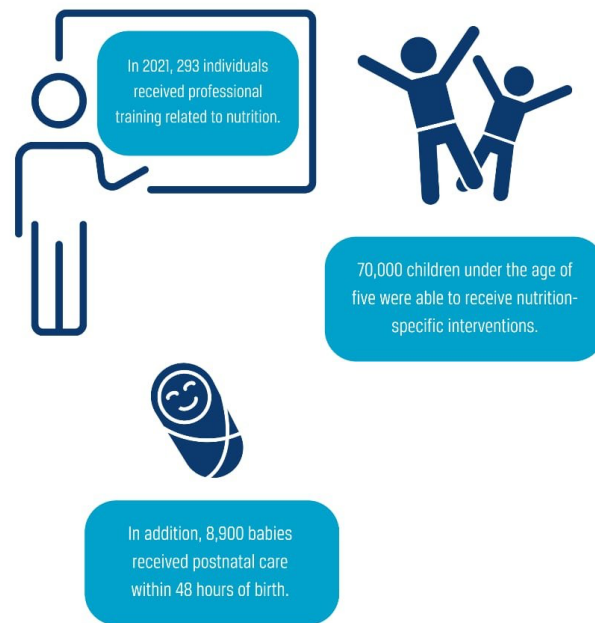 In 2021, 293 individuals
received professional
training related to nutrition.
70,000 children under the age of
five were able to receive nutrition-
specific interventions.
In addition, 8,900 babies
received postnatal care
within 48 hours of birth.